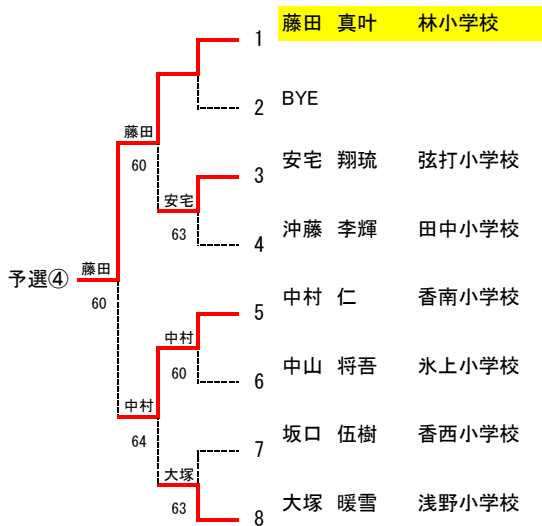 1 藤田 真叶 林小学校
2 BYE
藤田
60
3 安宅 翔琉 弦打小学校
安宅
63
4 沖藤 李輝 田中小学校
予選④
藤田
60
5 中村 仁 香南小学校
中村
60
6 中山 将吾 氷上小学校
中村
64
7 坂口 伍樹 香西小学校
大塚
63
8 大塚 暖雪 浅野小学校